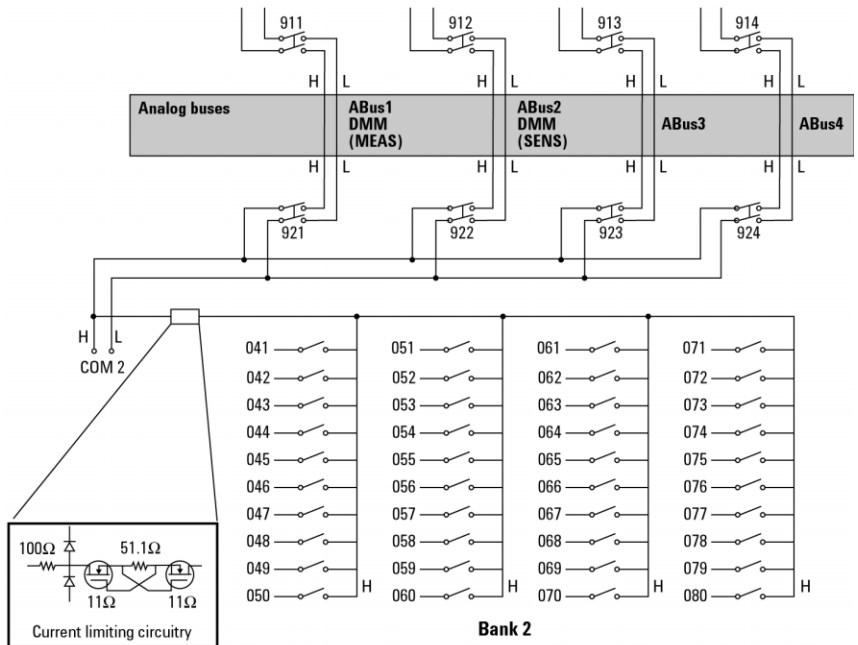 911 912 913 914
H L H L H L H L
Analog buses
ABus1
DMM
(MEAS)
ABus2
DMM
(SENS)
ABus3
ABus4
H L H L H L H L
921 922 923 924
H L
COM 2
041 051 061 071
042 052 062 072
043 053 063 073
044 054 064 074
045 055 065 075
046 056 066 076
047 057 067 077
048 058 068 078
049 059 069 079
050 H 060 H 070 H 080 H
100Ω 51.1Ω
11Ω 11Ω
Current limiting circuitry
Bank 2